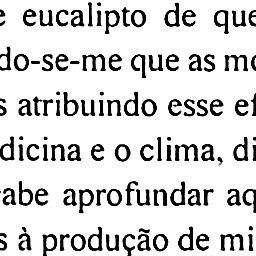 e eucalipto de que
do-se-me que as mo
s atribuindo esse ef
dicina e o clima, di
cabe aprofundar aq
s à produção de mi